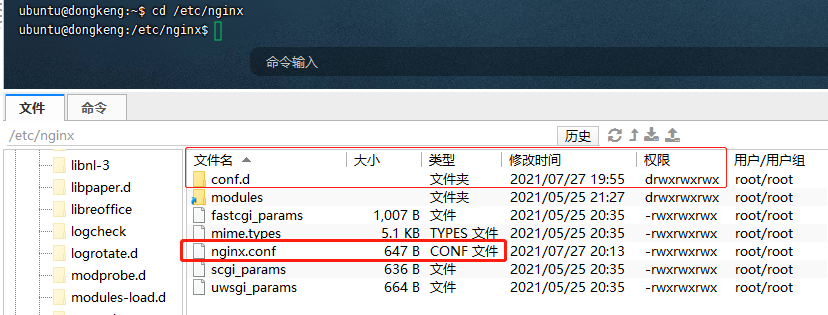 ubuntu@dongkeng:~$ cd /etc/nginx
ubuntu@dongkeng:/etc/nginx$
命令输入
文件 命令
/etc/nginx 历史
libnl-3
libpaper.d
libreoffice
logcheck
logrotate.d
modprobe.d
modules-load.d
文件名 大小 类型 修改时间 权限 用户/用户组
conf.d 文件夹 2021/07/27 19:55 drwxrwxrwx root/root
modules 文件夹 2021/05/25 21:27 drwxrwxrwx root/root
fastcgi_params 1,007 B 文件 2021/05/25 20:35 -rwxrwxrwx root/root
mime.types 5.1 KB TYPES 文件 2021/05/25 20:35 -rwxrwxrwx root/root
nginx.conf 647 B CONF 文件 2021/07/27 20:13 -rwxrwxrwx root/root
scgi_params 636 B 文件 2021/05/25 20:35 -rwxrwxrwx root/root
uwsgi_params 664 B 文件 2021/05/25 20:35 -rwxrwxrwx root/root